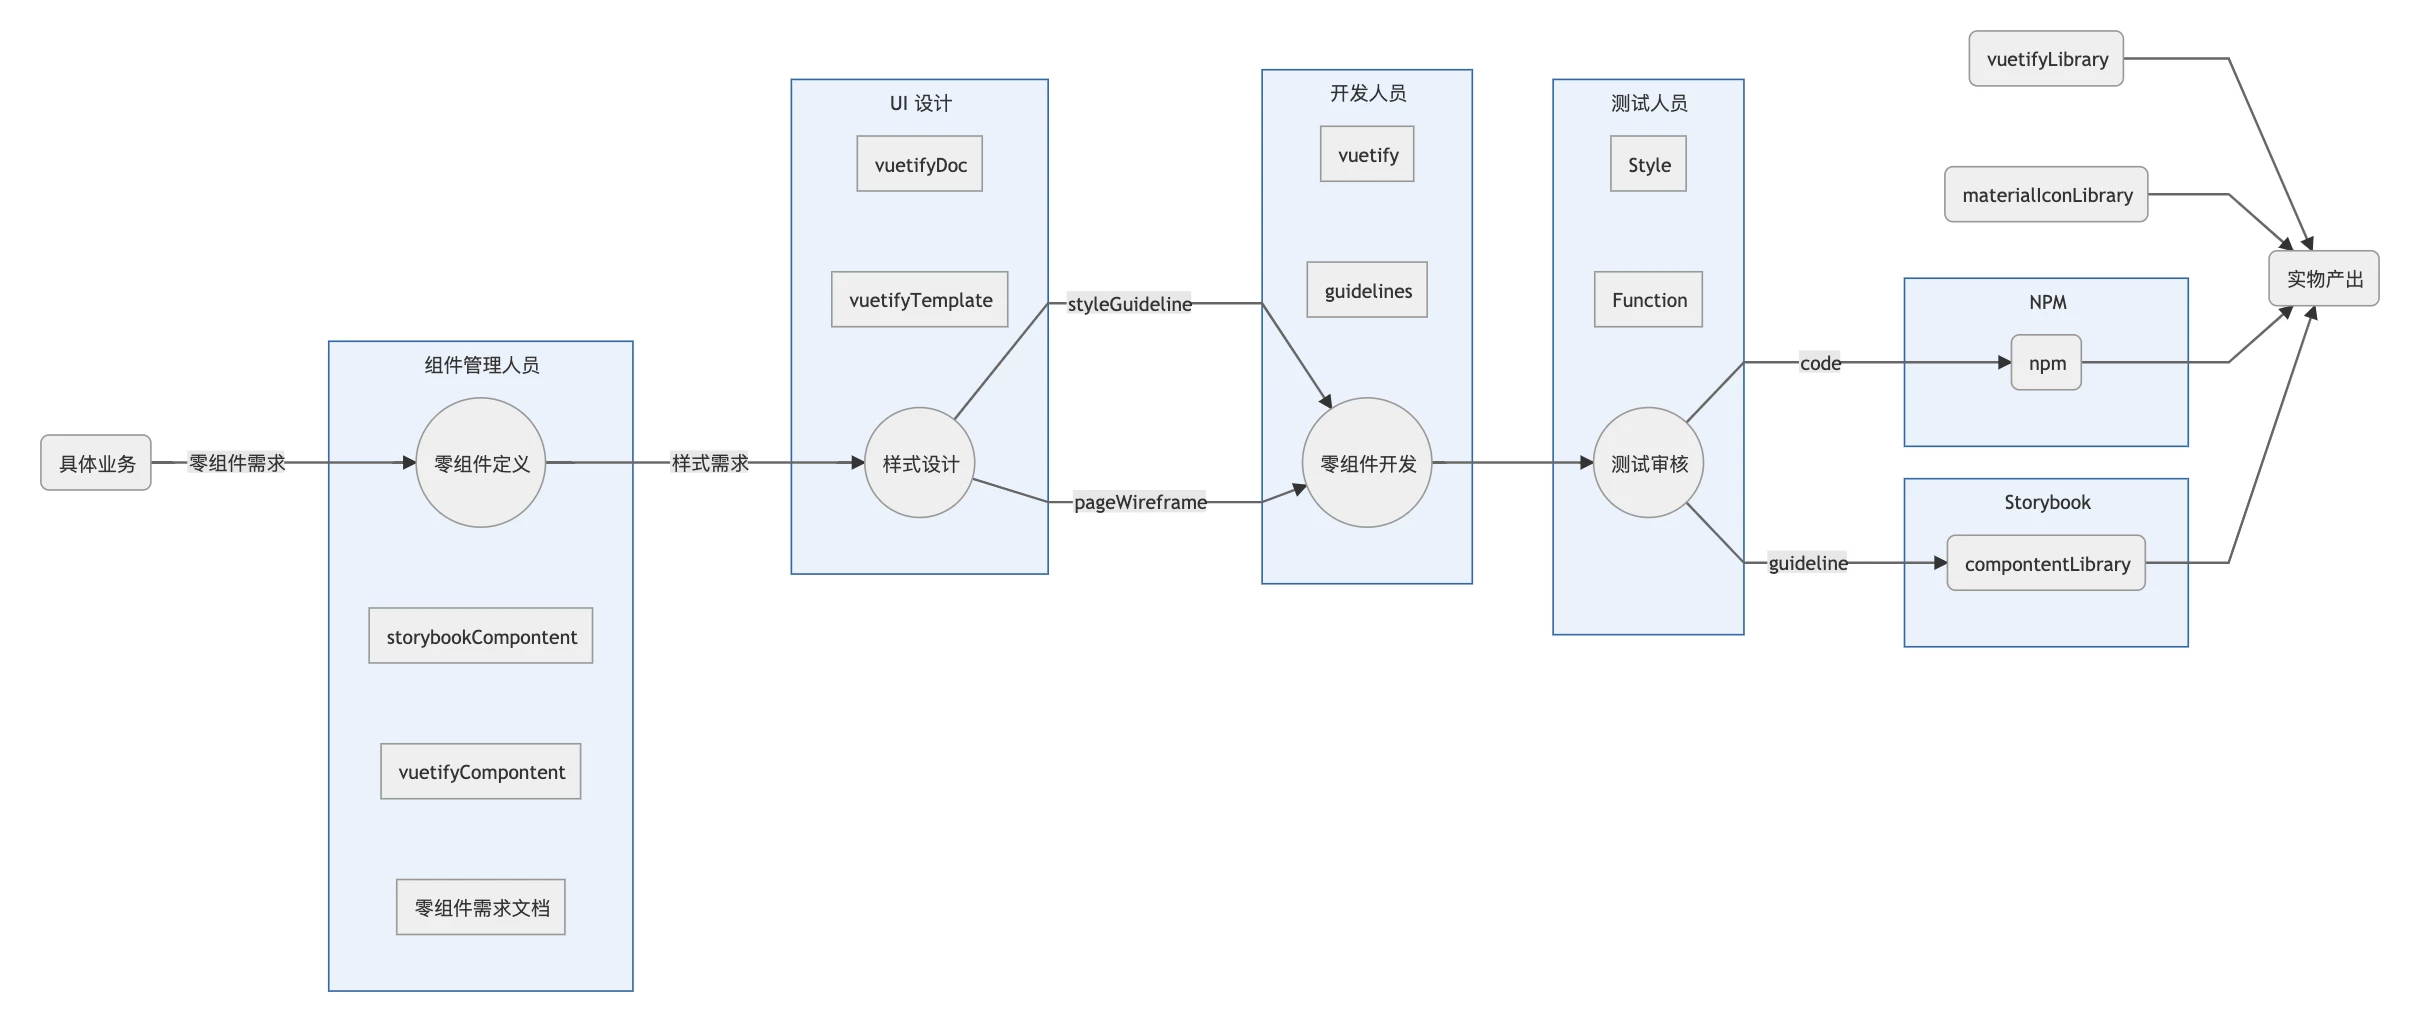 具体业务
零组件需求
组件管理人员
零组件定义
storybookCompontent
vuetifyCompontent
零组件需求文档
样式需求
UI 设计
vuetifyDoc
vuetifyTemplate
样式设计
styleGuideline
pageWireframe
开发人员
vuetify
guidelines
零组件开发
测试人员
Style
Function
测试审核
code
guideline
vuetifyLibrary
materialIconLibrary
NPM
npm
Storybook
compontentLibrary
实物产出